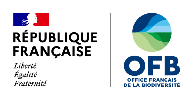 RÉPUBLIQUE
FRANÇAISE
Liberté
Égalité
Fraternité
OFB
OFFICE FRANÇAIS
DE LA BIODIVERSITÉ